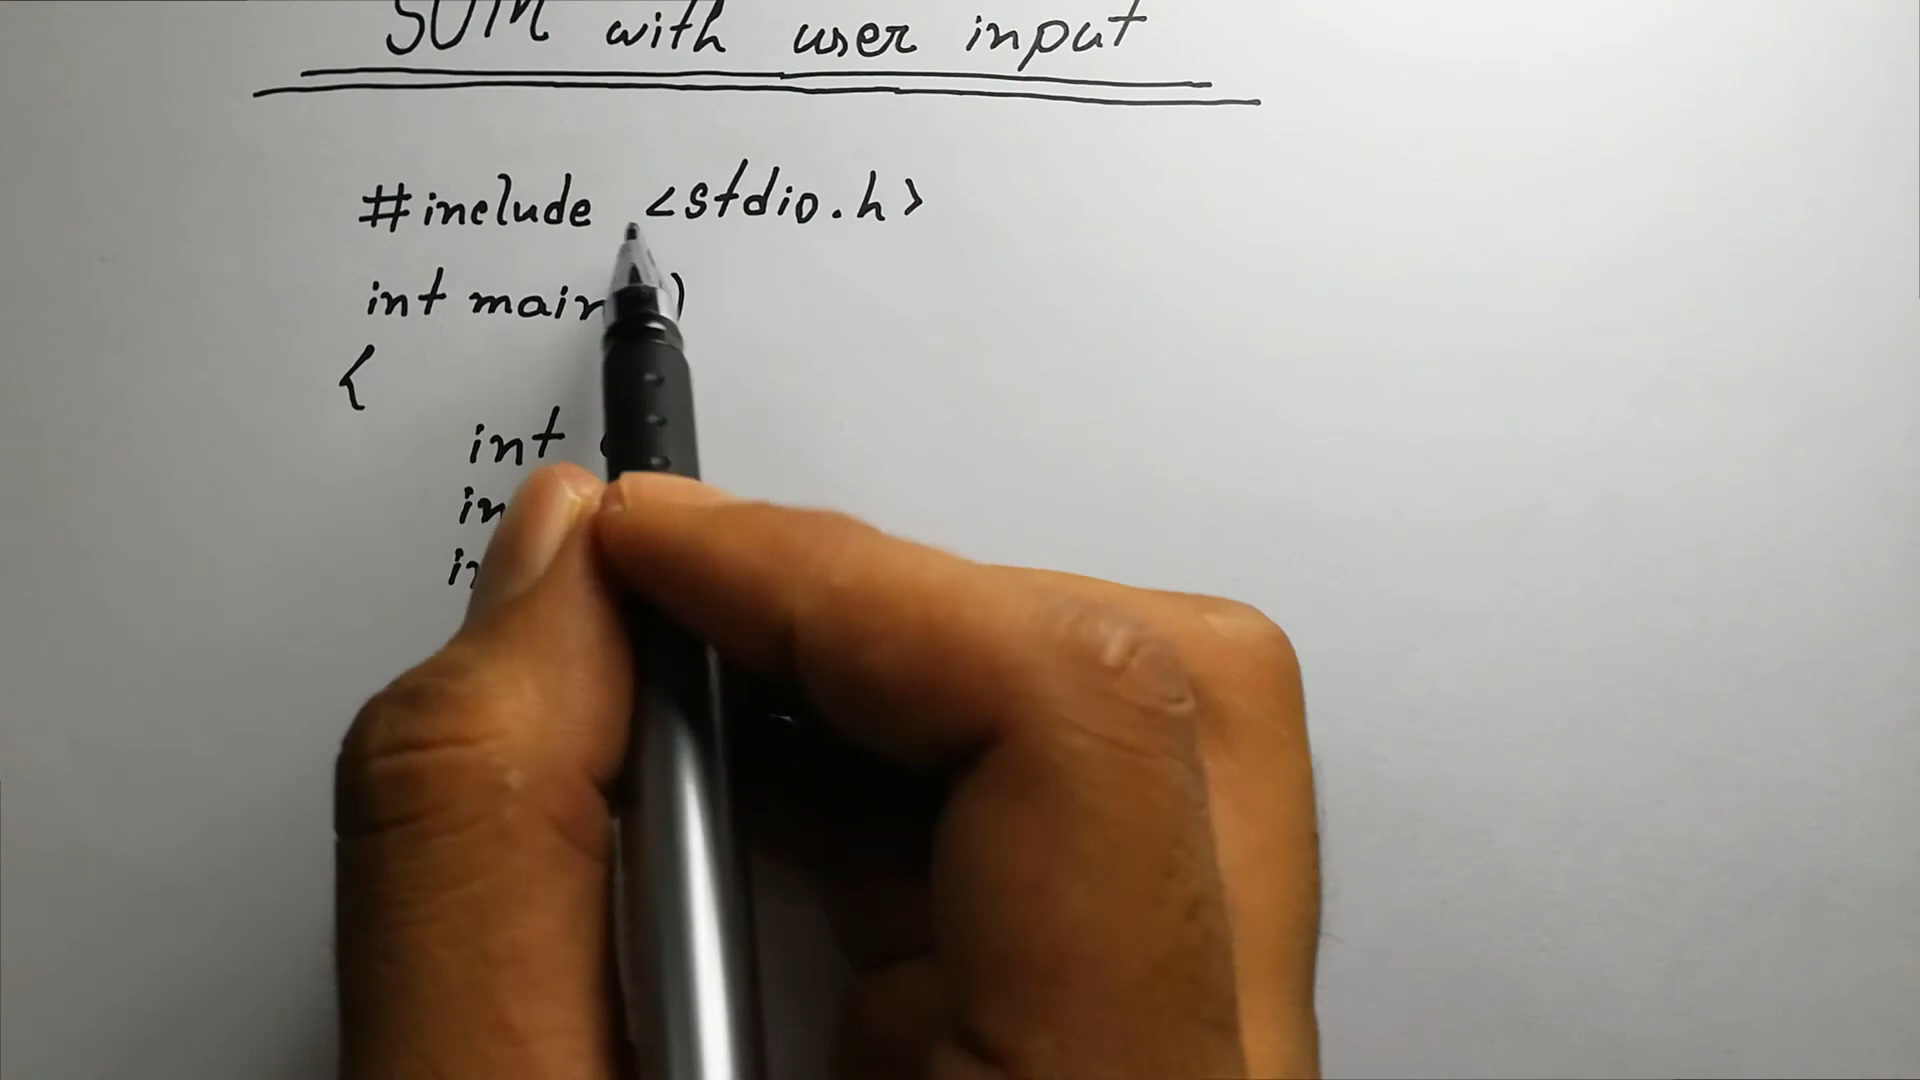 SUM with user input
#include <stdio.h>
int main )
{
int